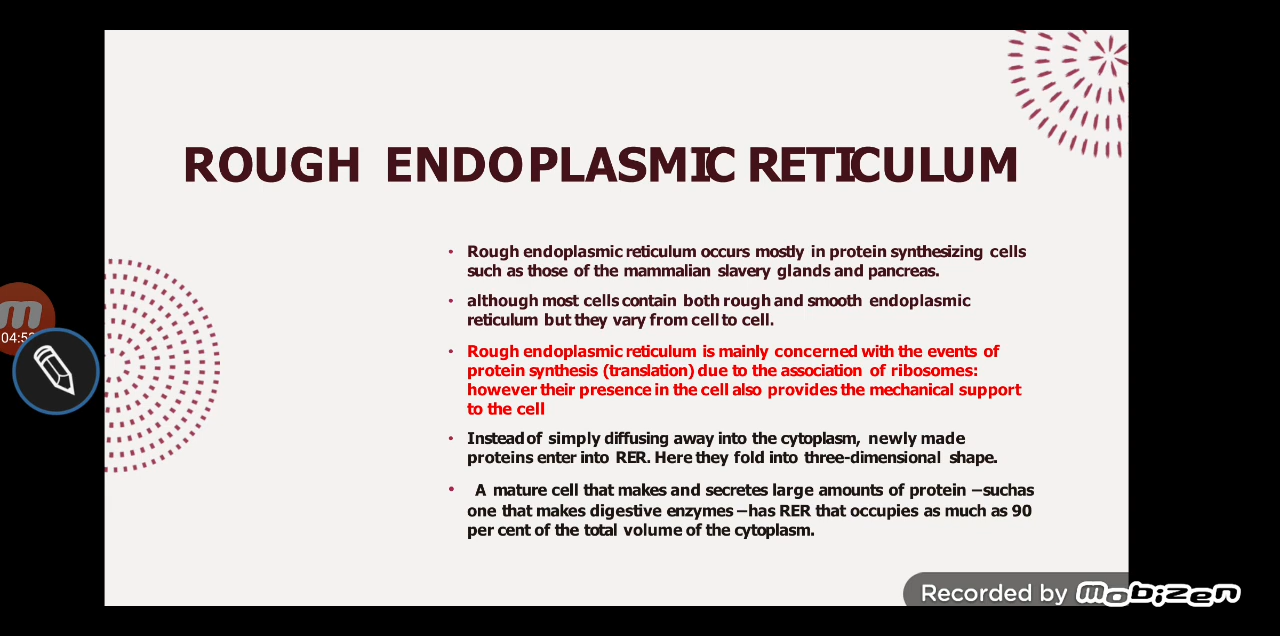 ROUGH ENDOPLASMIC RETICULUM
• Rough endoplasmic reticulum occurs mostly in protein synthesizing cells
such as those of the mammalian slavery glands and pancreas.
• although most cells contain both rough and smooth endoplasmic
reticulum but they vary from cell to cell.
• Rough endoplasmic reticulum is mainly concerned with the events of
protein synthesis (translation) due to the association of ribosomes:
however their presence in the cell also provides the mechanical support
to the cell
• Instead of simply diffusing away into the cytoplasm, newly made
proteins enter into RER. Here they fold into three-dimensional shape.
• A mature cell that makes and secretes large amounts of protein –suchas
one that makes digestive enzymes –has RER that occupies as much as 90
per cent of the total volume of the cytoplasm.
m
Recorded by mobizen